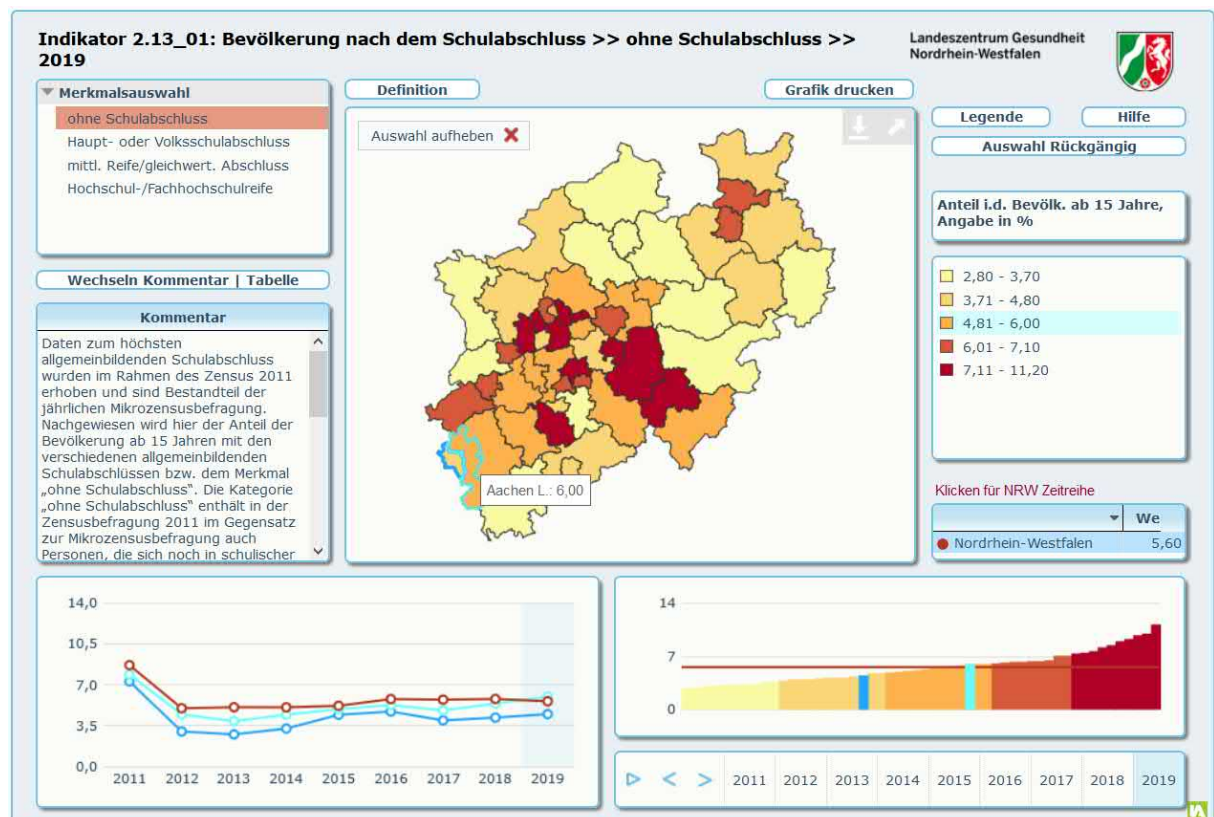 Indikator 2.13_01: Bevölkerung nach dem Schulabschluss >> ohne Schulabschluss >>
2019
Landeszentrum Gesundheit
Nordrhein-Westfalen
Merkmalsauswahl
ohne Schulabschluss
Haupt- oder Volksschulabschluss
mittl. Reife/gleichwert. Abschluss
Hochschul-/Fachhochschulreife
Wechseln Kommentar | Tabelle
Kommentar
Daten zum höchsten
allgemeinbildenden Schulabschluss
wurden im Rahmen des Zensus 2011
erhoben und sind Bestandteil der
jährlichen Mikrozensusbefragung.
Nachgewiesen wird hier der Anteil der
Bevölkerung ab 15 Jahren mit den
verschiedenen allgemeinbildenden
Schulabschlüssen bzw. dem Merkmal
„ohne Schulabschluss“. Die Kategorie
„ohne Schulabschluss“ enthält in der
Zensusbefragung 2011 im Gegensatz
zur Mikrozensusbefragung auch
Personen, die sich noch in schulischer
Definition
Grafik drucken
Auswahl aufheben
Aachen L.: 6,00
Legende
Hilfe
Auswahl Rückgängig
Anteil i.d. Bevölk. ab 15 Jahre,
Angabe in %
2,80 - 3,70
3,71 - 4,80
4,81 - 6,00
6,01 - 7,10
7,11 - 11,20
Klicken für NRW Zeitreihe
We
Nordrhein-Westfalen 5,60
14,0
10,5
7,0
3,5
0,0
2011 2012 2013 2014 2015 2016 2017 2018 2019
14
7
0
2011 2012 2013 2014 2015 2016 2017 2018 2019